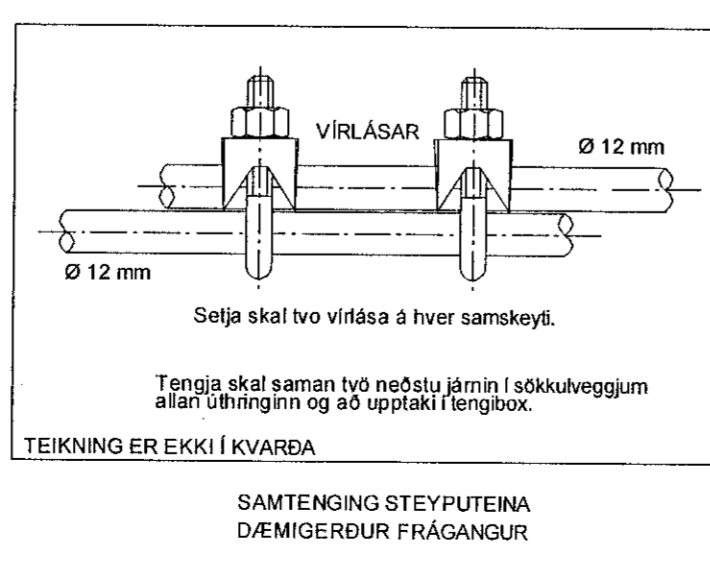 VÍRLÁSAR
Ø 12 mm
Ø 12 mm
Setja skal tvo vírlása á hver samskeyti.
Tengja skal saman tvö neðstu járnin í sökkulveggjum
allan úthringinn og að upptaki í tengibox.
TEIKNING ER EKKI Í KVARÐA
SAMTENGING STEYPUTEINA
DÆMIGERÐUR FRÁGANGUR